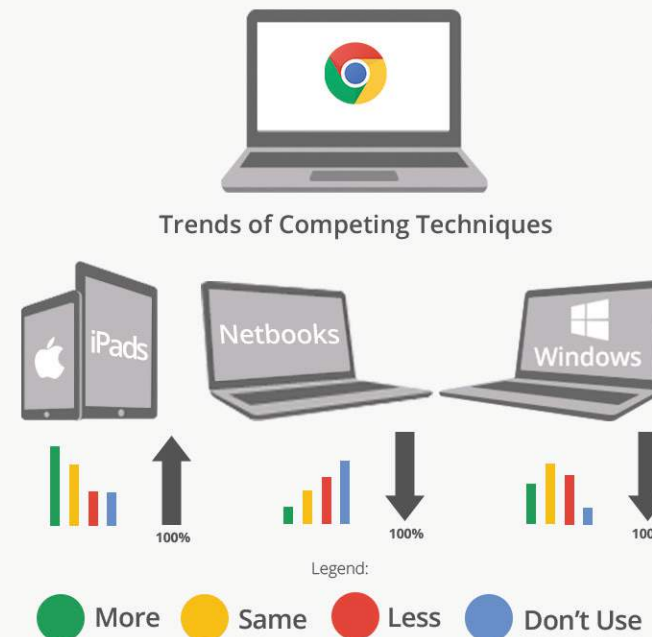 Trends of Competing Techniques
iPads
Netbooks
Windows
100%
100%
Legend:
More
Same
Less
Don't Use